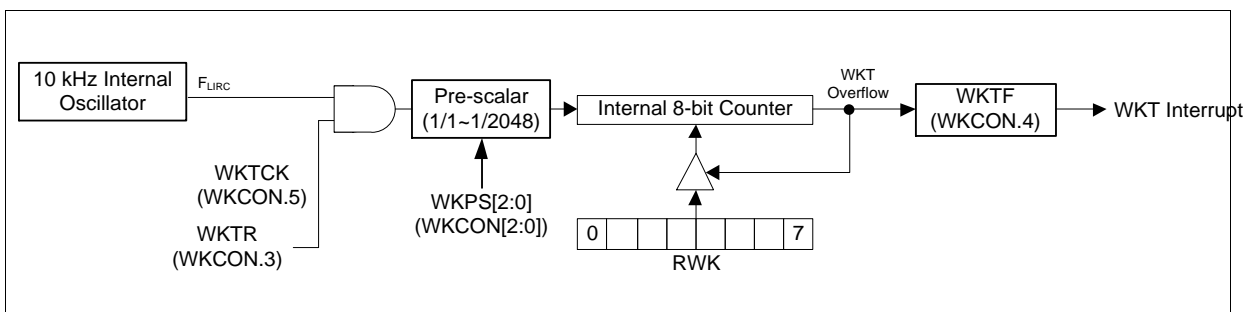 10 kHz Internal
Oscillator
FLIRC
WKTCK
(WKCON.5)
WKTR
(WKCON.3)
Pre-scalar
(1/1~1/2048)
WKPS[2:0]
(WKCON[2:0])
Internal 8-bit Counter
0
7
RWK
WKT
Overflow
WKTF
(WKCON.4)
WKT Interrupt